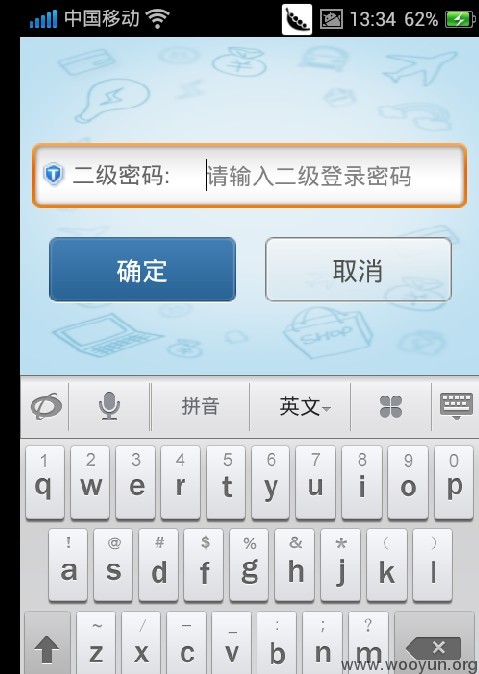 中国移动 13:34 62%
二级密码: 请输入二级登录密码
确定 取消
拼音 英文
1 2 3 4 5 6 7 8 9 0
q w e r t y u i o p
! @ # $ % & * ( )
a s d f g h j k l
~ / – _ : ; ?
z x c v b n m
www.wooyun.org